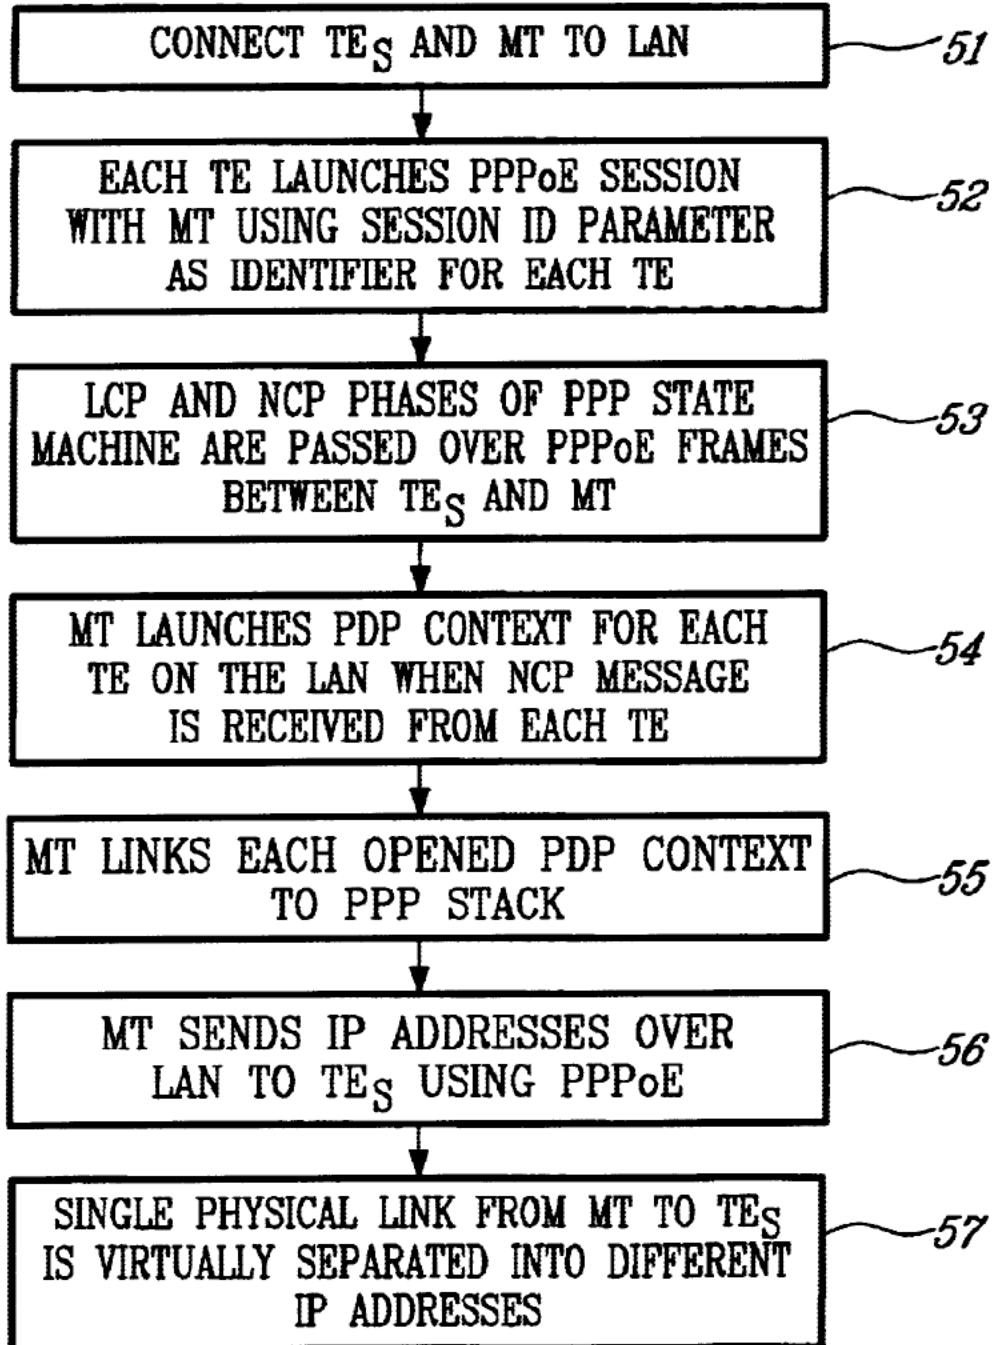 CONNECT TES AND MT TO LAN
51
EACH TE LAUNCHES PPPoE SESSION
WITH MT USING SESSION ID PARAMETER
AS IDENTIFIER FOR EACH TE
52
LCP AND NCP PHASES OF PPP STATE
MACHINE ARE PASSED OVER PPPoE FRAMES
BETWEEN TES AND MT
53
MT LAUNCHES PDP CONTEXT FOR EACH
TE ON THE LAN WHEN NCP MESSAGE
IS RECEIVED FROM EACH TE
54
MT LINKS EACH OPENED PDP CONTEXT
TO PPP STACK
55
MT SENDS IP ADDRESSES OVER
LAN TO TES USING PPPoE
56
SINGLE PHYSICAL LINK FROM MT TO TES
IS VIRTUALLY SEPARATED INTO DIFFERENT
IP ADDRESSES
57